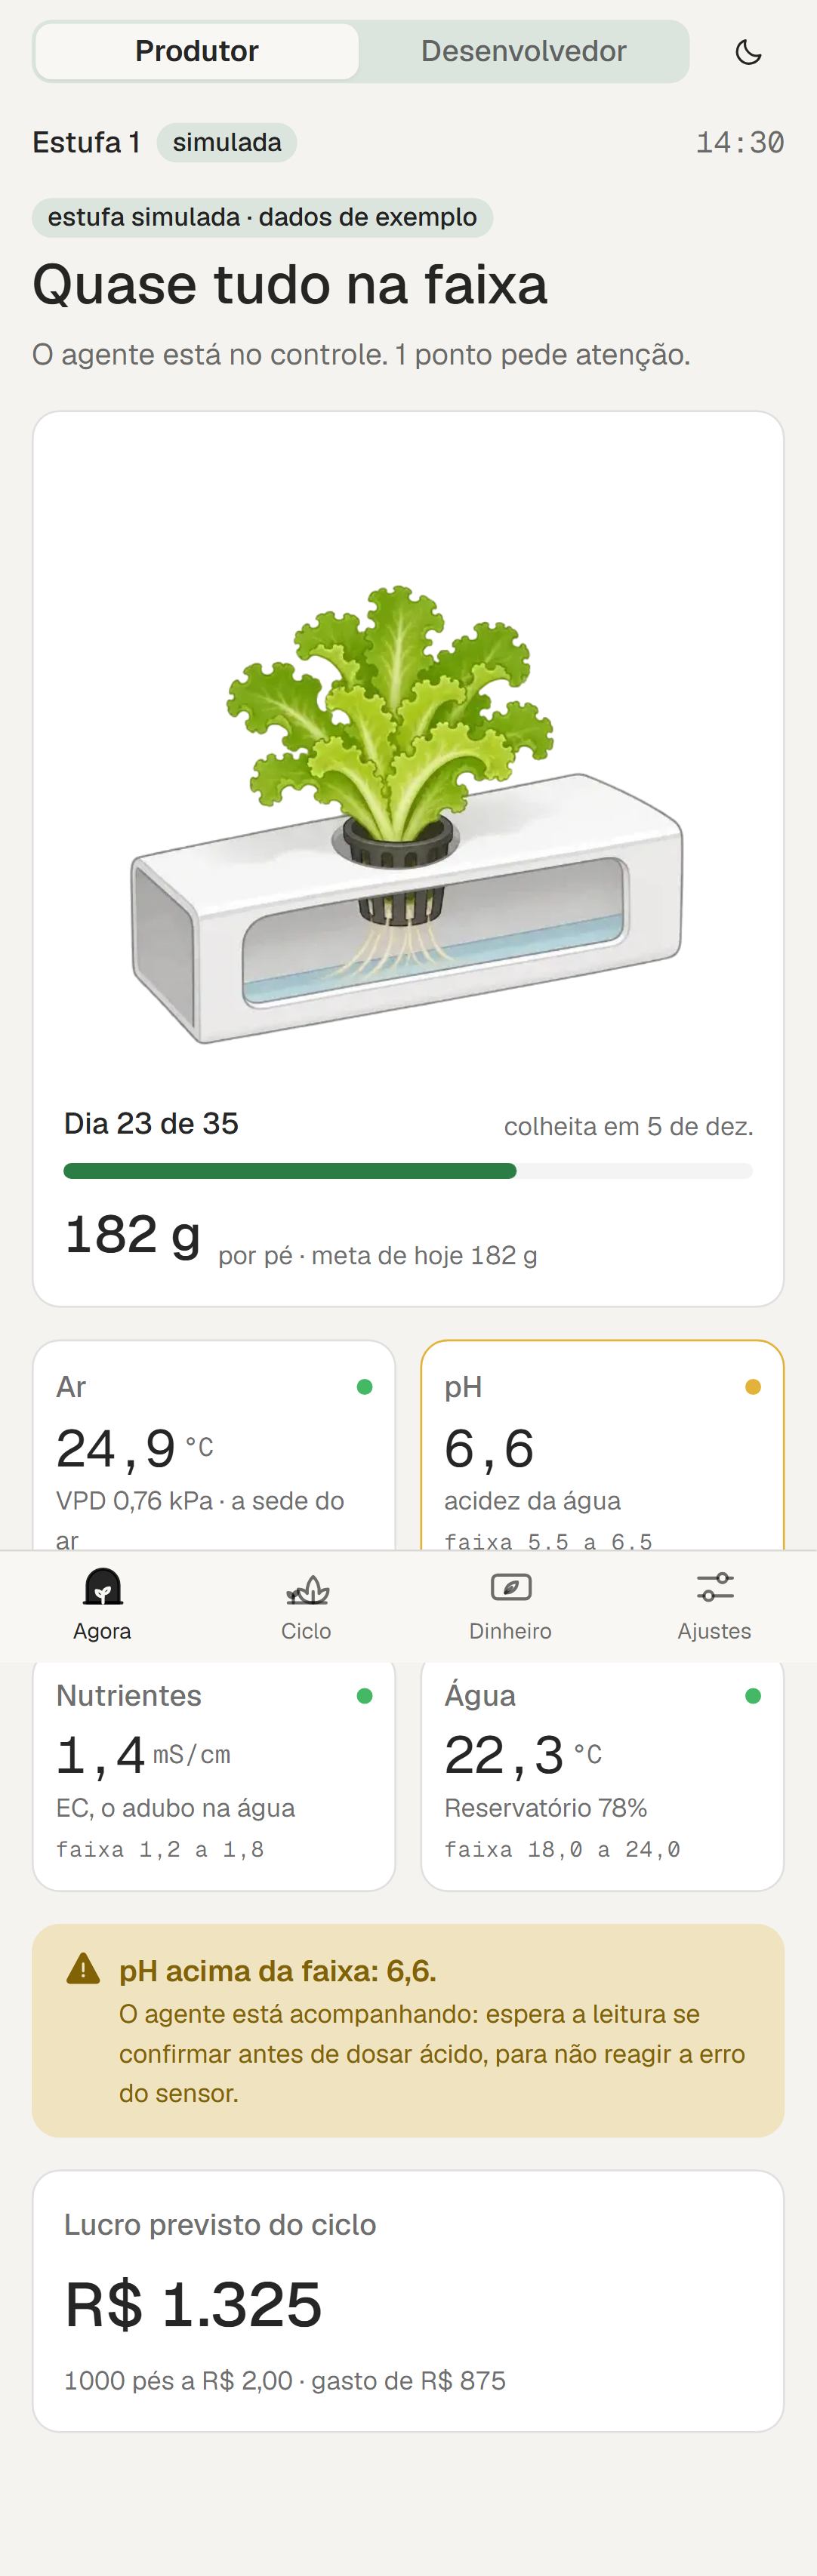 Produtor
Desenvolvedor
Estufa 1
simulada
14:30
estufa simulada · dados de exemplo
Quase tudo na faixa
O agente está no controle. 1 ponto pede atenção.
Dia 23 de 35
colheita em 5 de dez.
182 g por pé · meta de hoje 182 g
Ar
24,9 °C
VPD 0,76 kPa · a sede do
ar
pH
6,6
acidez da água
faixa 5,5 a 6,5
Agora
Ciclo
Dinheiro
Ajustes
Nutrientes
1,4 mS/cm
EC, o adubo na água
faixa 1,2 a 1,8
Água
22,3 °C
Reservatório 78%
faixa 18,0 a 24,0
pH acima da faixa: 6,6.
O agente está acompanhando: espera a leitura se
confirmar antes de dosar ácido, para não reagir a erro
do sensor.
Lucro previsto do ciclo
R$ 1.325
1000 pés a R$ 2,00 · gasto de R$ 875